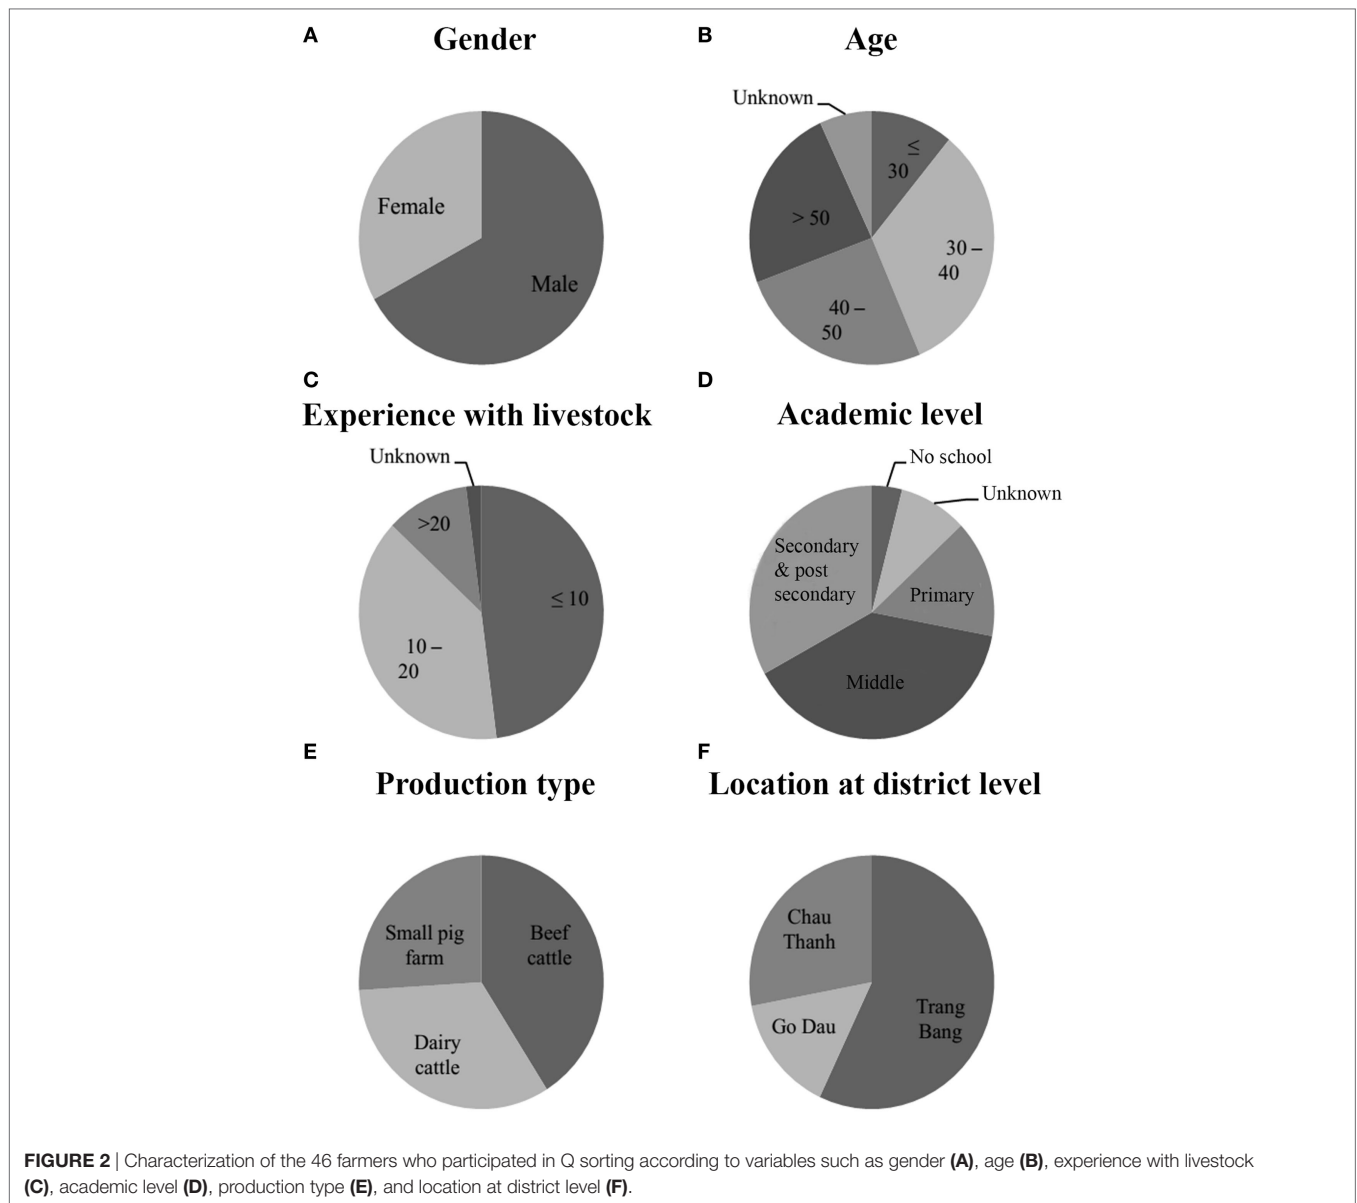 A
Gender
Female
Male
B
Age
Unknown
≤
30
30 –
40
40 –
50
> 50
C
Experience with livestock
Unknown
>20
≤ 10
10 –
20
D
Academic level
No school
Unknown
Secondary
& post
secondary
Primary
Middle
E
Production type
Small pig
farm
Beef
cattle
Dairy
cattle
F
Location at district level
Chau
Thanh
Go Dau
Trang
Bang
FIGURE 2 | Characterization of the 46 farmers who participated in Q sorting according to variables such as gender (A), age (B), experience with livestock
(C), academic level (D), production type (E), and location at district level (F).